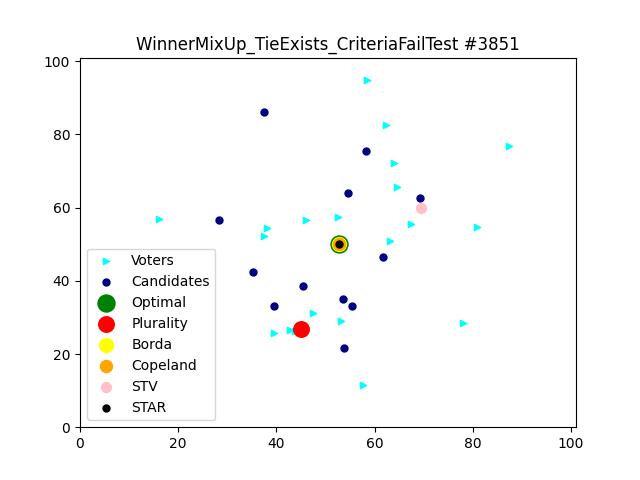 WinnerMixUp_TieExists_CriteriaFailTest #3851
100
80
60
40
20
0
Voters
Candidates
Optimal
Plurality
Borda
Copeland
STV
STAR
0 20 40 60 80 100